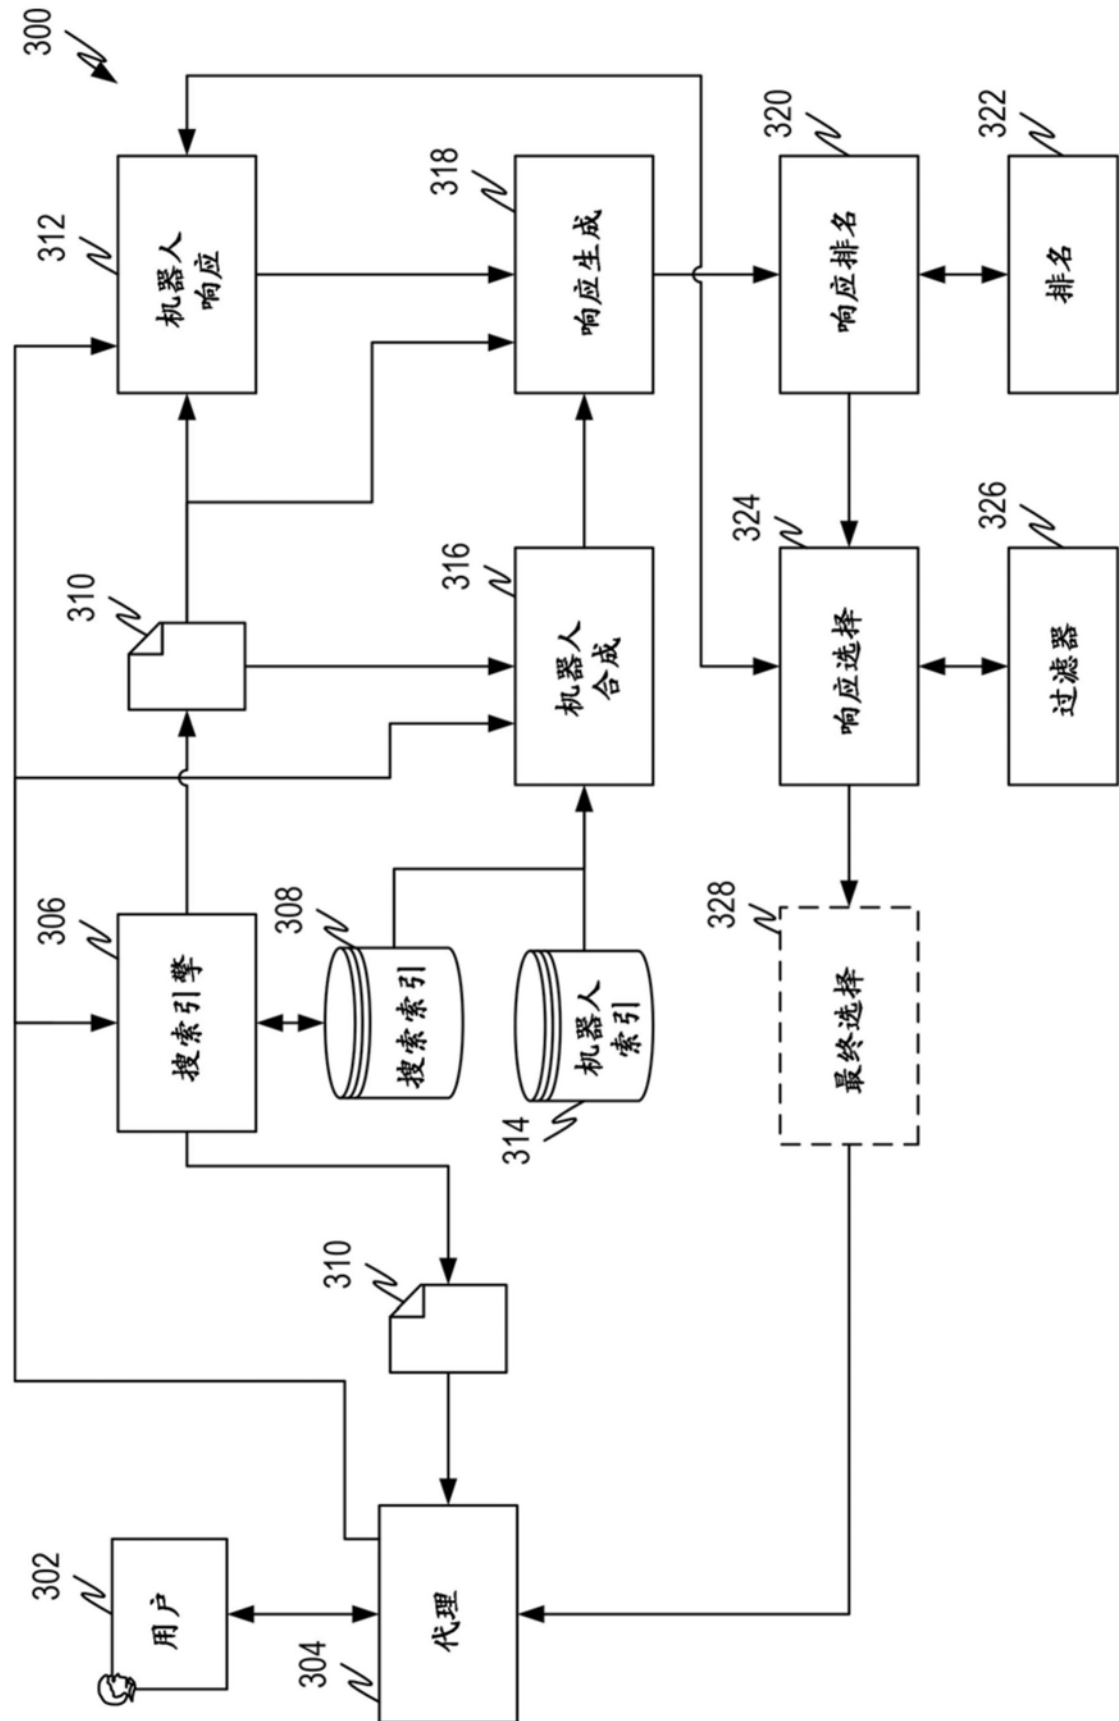 300
302
用户
304
代理
306
搜索引擎
308
搜索索引
310
310
312
机器人
响应
314
机器人
索引
316
机器人
合成
318
响应生成
320
响应排名
322
排名
324
响应选择
326
过滤器
328
最终选择